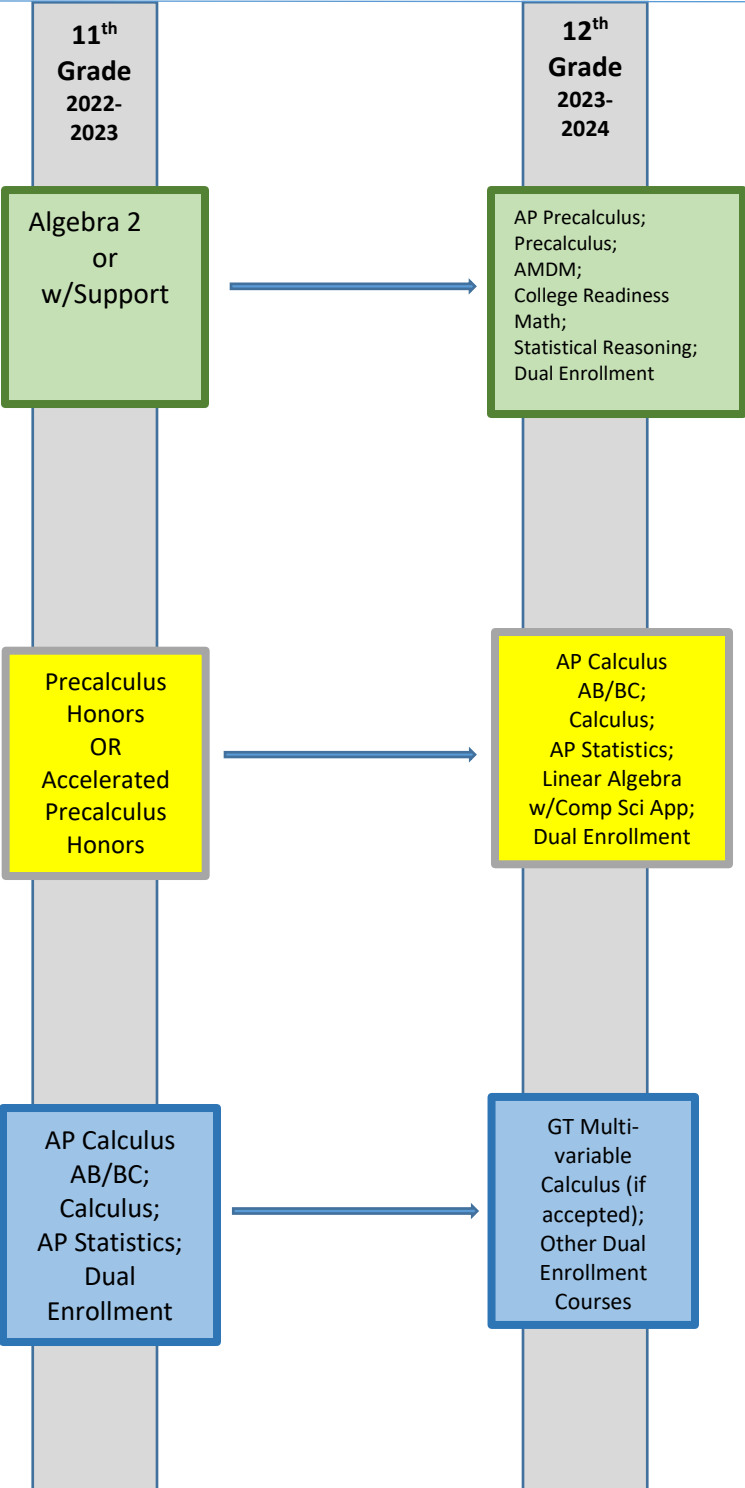 11th
Grade
2022-
2023
12th
Grade
2023-
2024
Algebra 2
or
w/Support
AP Precalculus;
Precalculus;
AMDM;
College Readiness
Math;
Statistical Reasoning;
Dual Enrollment
Precalculus
Honors
OR
Accelerated
Precalculus
Honors
AP Calculus
AB/BC;
Calculus;
AP Statistics;
Linear Algebra
w/Comp Sci App;
Dual Enrollment
AP Calculus
AB/BC;
Calculus;
AP Statistics;
Dual
Enrollment
GT Multi-
variable
Calculus (if
accepted);
Other Dual
Enrollment
Courses